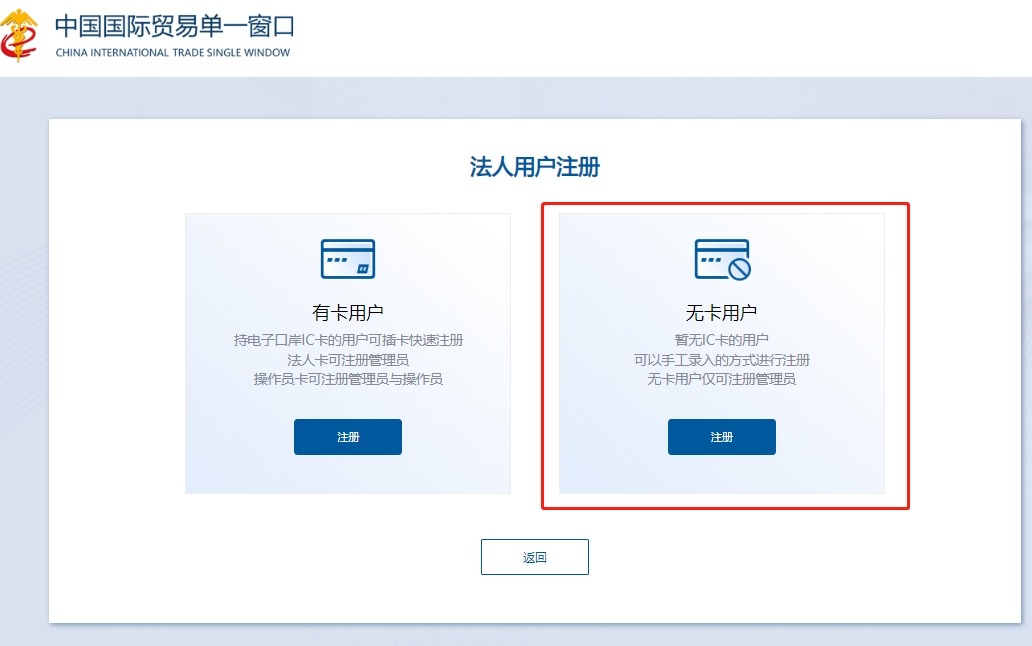 中国国际贸易单一窗口
CHINA INTERNATIONAL TRADE SINGLE WINDOW
法人用户注册
有卡用户
持电子口岸IC卡的用户可插卡快速注册
法人卡可注册管理员
操作员卡可注册管理员与操作员
注册
无卡用户
暂无IC卡的用户
可以手工录入的方式进行注册
无卡用户仅可注册管理员
注册
返回